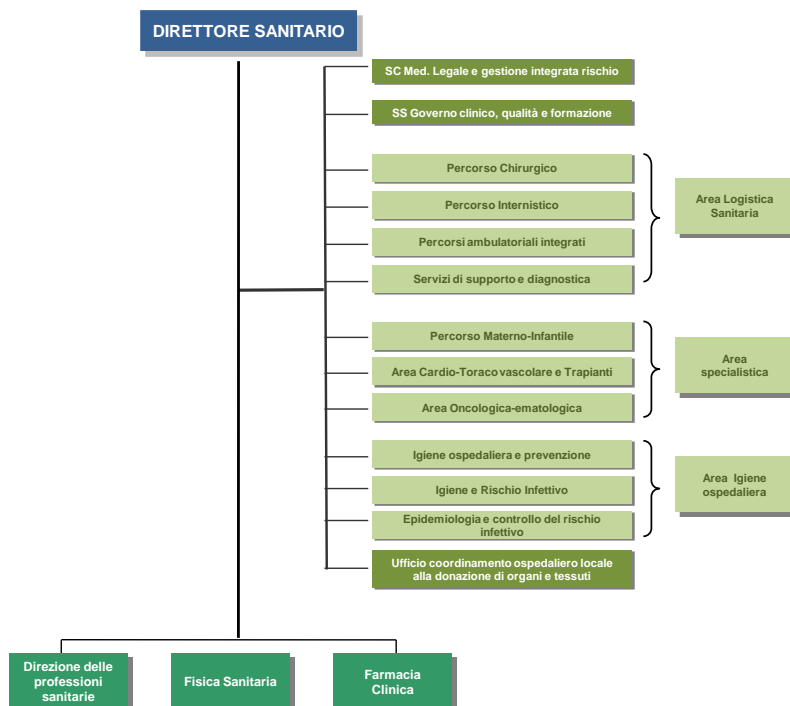 DIRETTORE SANITARIO
SC Med. Legale e gestione integrata rischio
SS Governo clinico, qualità e formazione
Percorso Chirurgico
Percorso Internistico
Percorsi ambulatoriali integrati
Servizi di supporto e diagnostica
Area Logistica
Sanitaria
Percorso Materno-Infantile
Area Cardio-Toraco vascolare e Trapianti
Area Oncologica-ematologica
Area
specialistica
Igiene ospedaliera e prevenzione
Igiene e Rischio Infettivo
Epidemiologia e controllo del rischio
infettivo
Area Igiene
ospedaliera
Ufficio coordinamento ospedaliero locale
alla donazione di organi e tessuti
Direzione delle
professioni
sanitarie
Fisica Sanitaria
Farmacia
Clinica